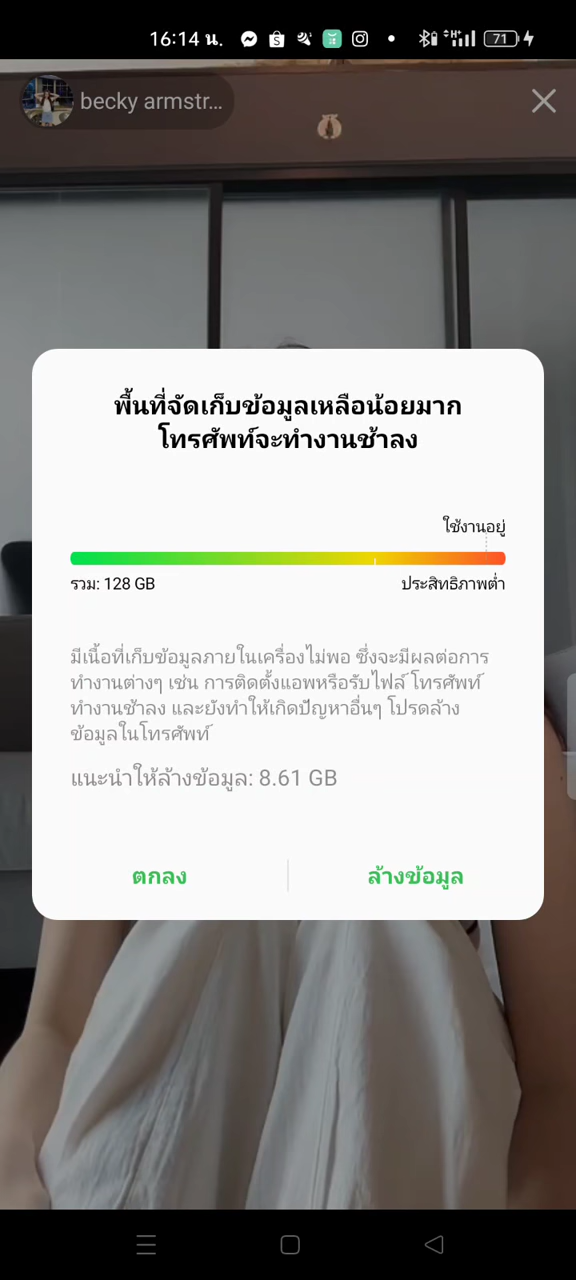 16:14 น.
71
becky armstr...
พื้นที่จัดเก็บข้อมูลเหลือน้อยมาก
โทรศัพท์จะทำงานช้าลง
ใช้งานอยู่
รวม: 128 GB
ประสิทธิภาพต่ำ
มีเนื้อที่เก็บข้อมูลภายในเครื่องไม่พอ ซึ่งจะมีผลต่อการ
ทำงานต่างๆ เช่น การติดตั้งแอพหรือรับไฟล์ โทรศัพท์
ทำงานช้าลง และยังทำให้เกิดปัญหาอื่นๆ โปรดล้าง
ข้อมูลในโทรศัพท์
แนะนำให้ล้างข้อมูล: 8.61 GB
ตกลง
ล้างข้อมูล